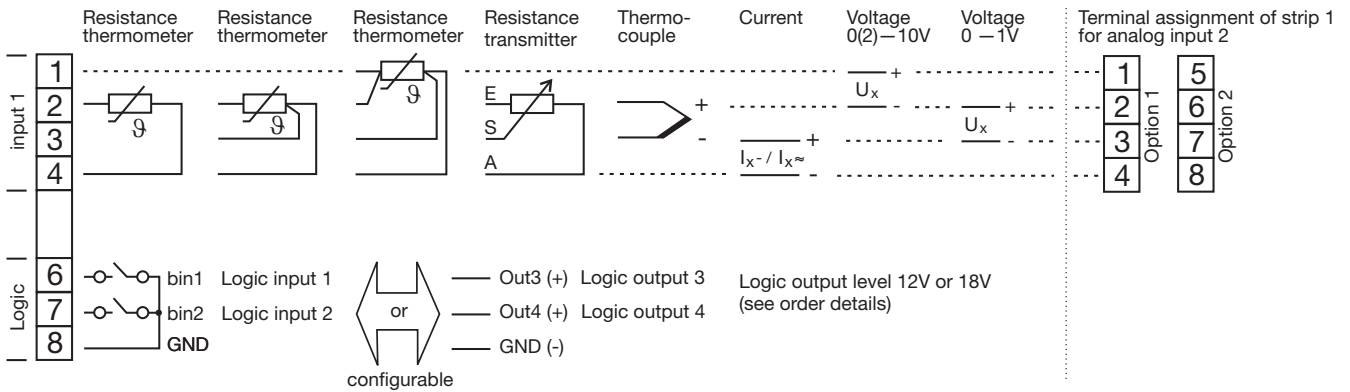 Resistance thermometer
Resistance thermometer
Resistance thermometer
Resistance transmitter
Thermo-couple
Current
Voltage 0(2)—10V
Voltage 0 —1V
Terminal assignment of strip 1 for analog input 2
input 1
1
2
3
4
ϑ
ϑ
ϑ
E
S
A
+
-
+
Ix- / Ix≈
-
+
Ux
-
+
Ux
-
1
2
3
4
Option 1
5
6
7
8
Option 2
Logic
6
7
8
bin1 Logic input 1
bin2 Logic input 2
GND
or
configurable
Out3 (+) Logic output 3
Out4 (+) Logic output 4
GND (-)
Logic output level 12V or 18V
(see order details)